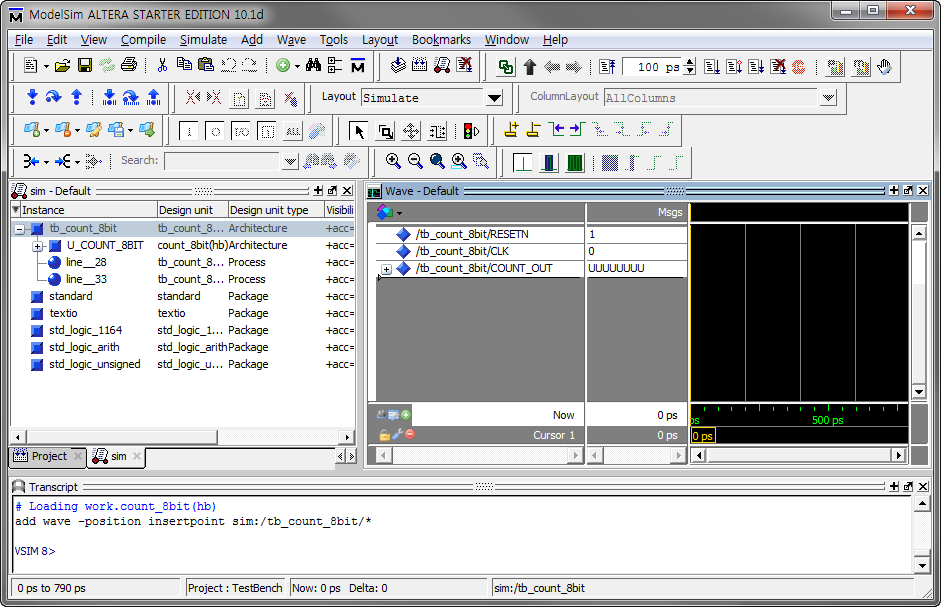 ModelSim ALTERA STARTER EDITION 10.1d
File Edit View Compile Simulate Add Wave Tools Layout Bookmarks Window Help
100 ps
Layout Simulate
ColumnLayout AllColumns
Search:
sim - Default
Instance Design unit Design unit type Visibili
tb_count_8bit tb_count_8... Architecture +acc=
U_COUNT_8BIT count_8bit(hb) Architecture +acc=
line__28 tb_count_8... Process +acc=
line__33 tb_count_8... Process +acc=
standard standard Package +acc=
textio textio Package +acc=
std_logic_1164 std_logic_1... Package +acc=
std_logic_arith std_logic_arith Package +acc=
std_logic_unsigned std_logic_u... Package +acc=
Project sim
Wave - Default
Msgs
/tb_count_8bit/RESETN 1
/tb_count_8bit/CLK 0
/tb_count_8bit/COUNT_OUT UUUUUUUU
Now 0 ps ps 500 ps
Cursor 1 0 ps 0 ps
Transcript
# Loading work.count_8bit(hb)
add wave -position insertpoint sim:/tb_count_8bit/*
VSIM 8>
0 ps to 790 ps Project : TestBench Now: 0 ps Delta: 0 sim:/tb_count_8bit